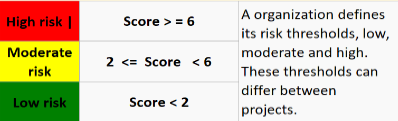 High risk | Score > = 6
Moderate risk 2 <= Score < 6
Low risk Score < 2
A organization defines
its risk thresholds, low,
moderate and high.
These thresholds can
differ between
projects.